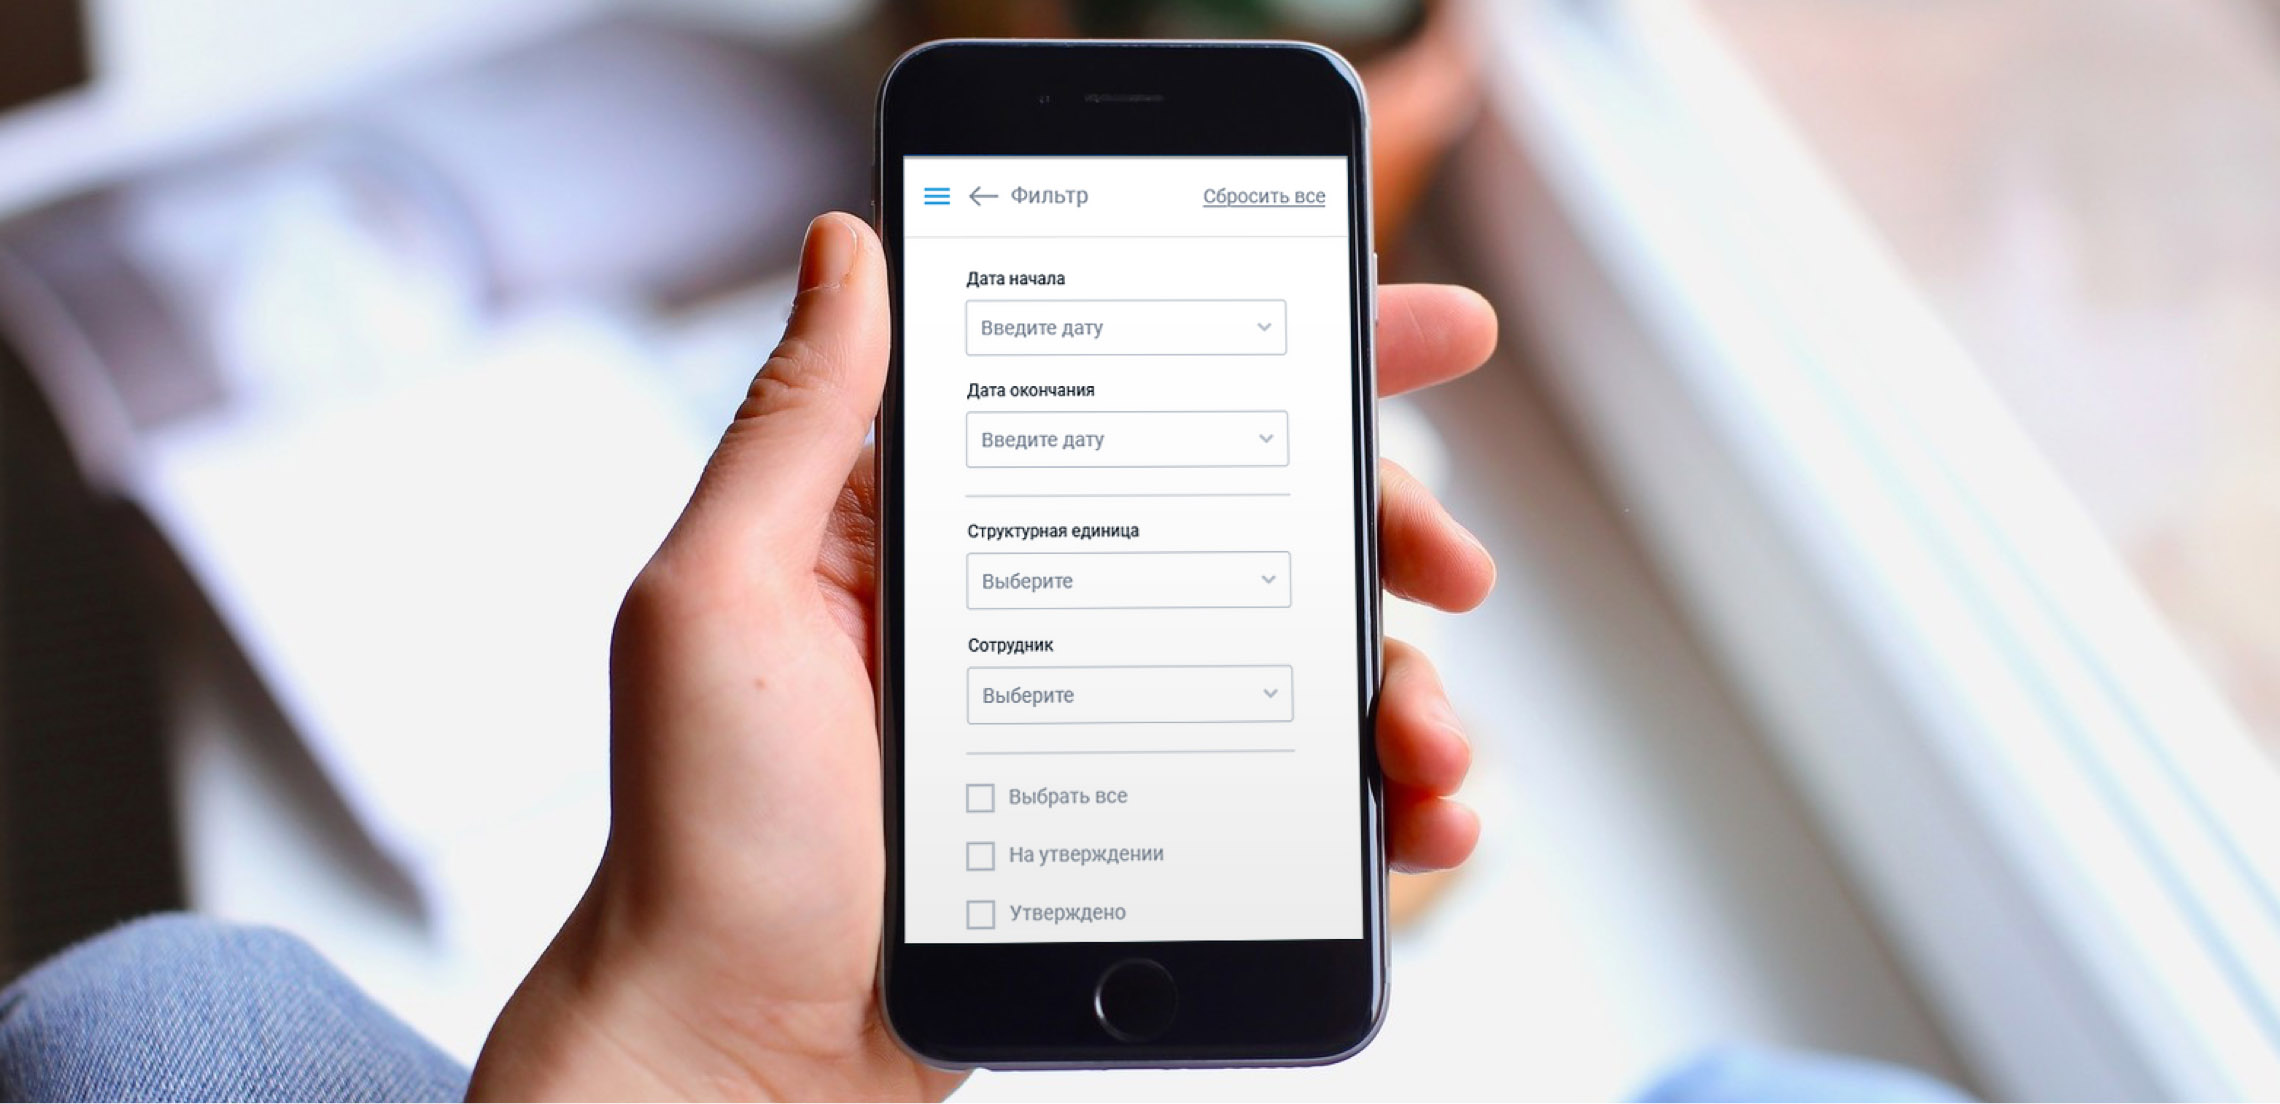 Фильтр
Сбросить все
Дата начала
Введите дату
Дата окончания
Введите дату
Структурная единица
Выберите
Сотрудник
Выберите
Выбрать все
На утверждении
Утверждено